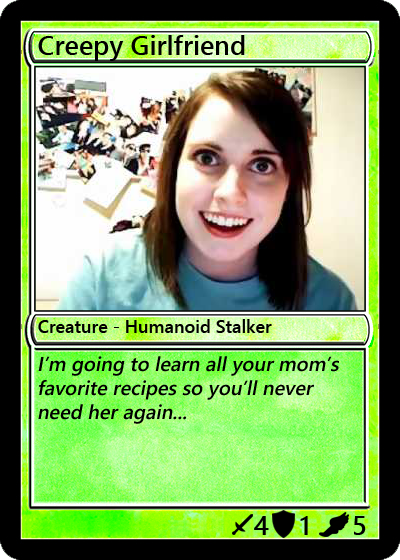 Creepy Girlfriend
Creature - Humanoid Stalker
I'm going to learn all your mom's
favorite recipes so you'll never
need her again...
4 1 5